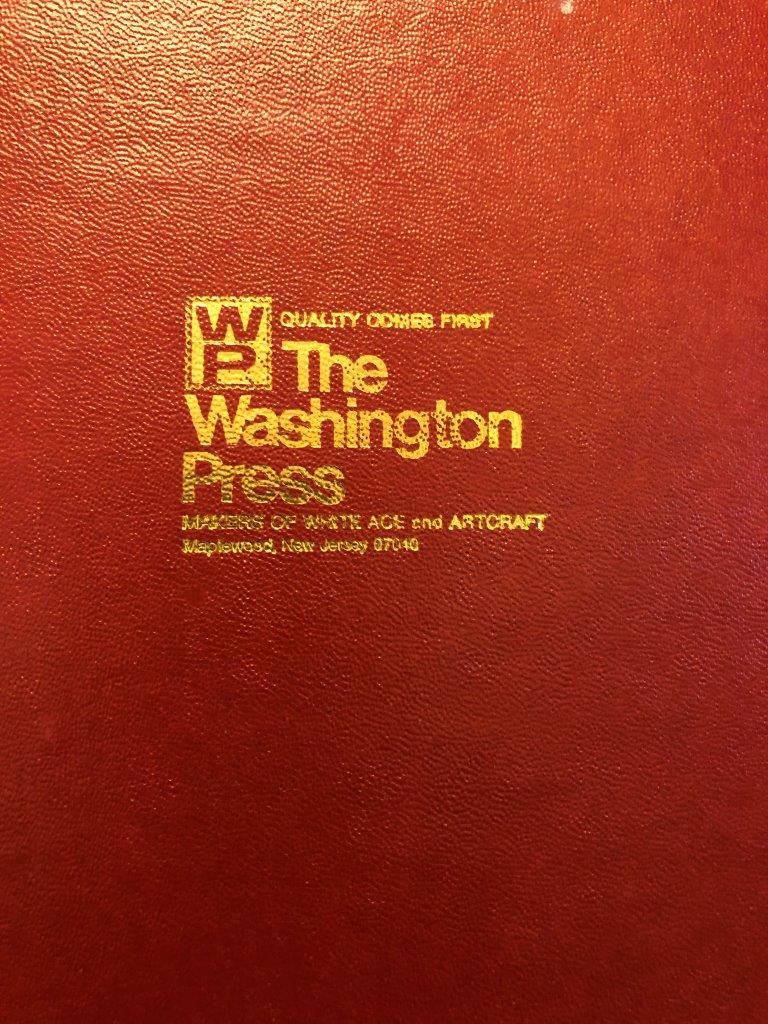 WP QUALITY COMES FIRST
The
Washington
Press
MAKERS OF WHITE ACE and ARTCRAFT
Maplewood, New Jersey 07040